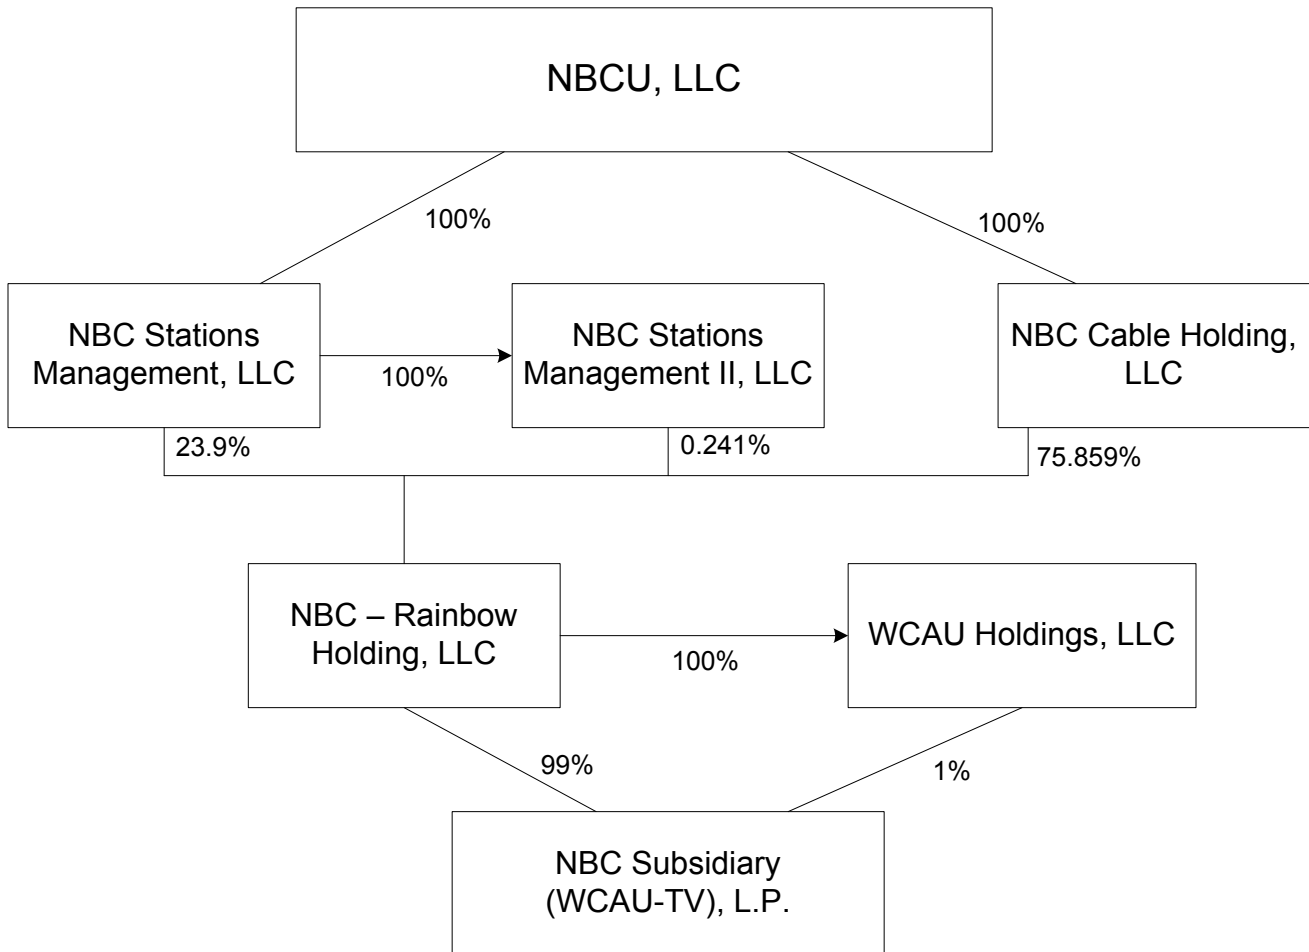 NBCU, LLC
100%
100%
NBC Stations
Management, LLC
100%
NBC Stations
Management II, LLC
NBC Cable Holding,
LLC
23.9%
0.241%
75.859%
NBC – Rainbow
Holding, LLC
100%
WCAU Holdings, LLC
99%
1%
NBC Subsidiary
(WCAU-TV), L.P.